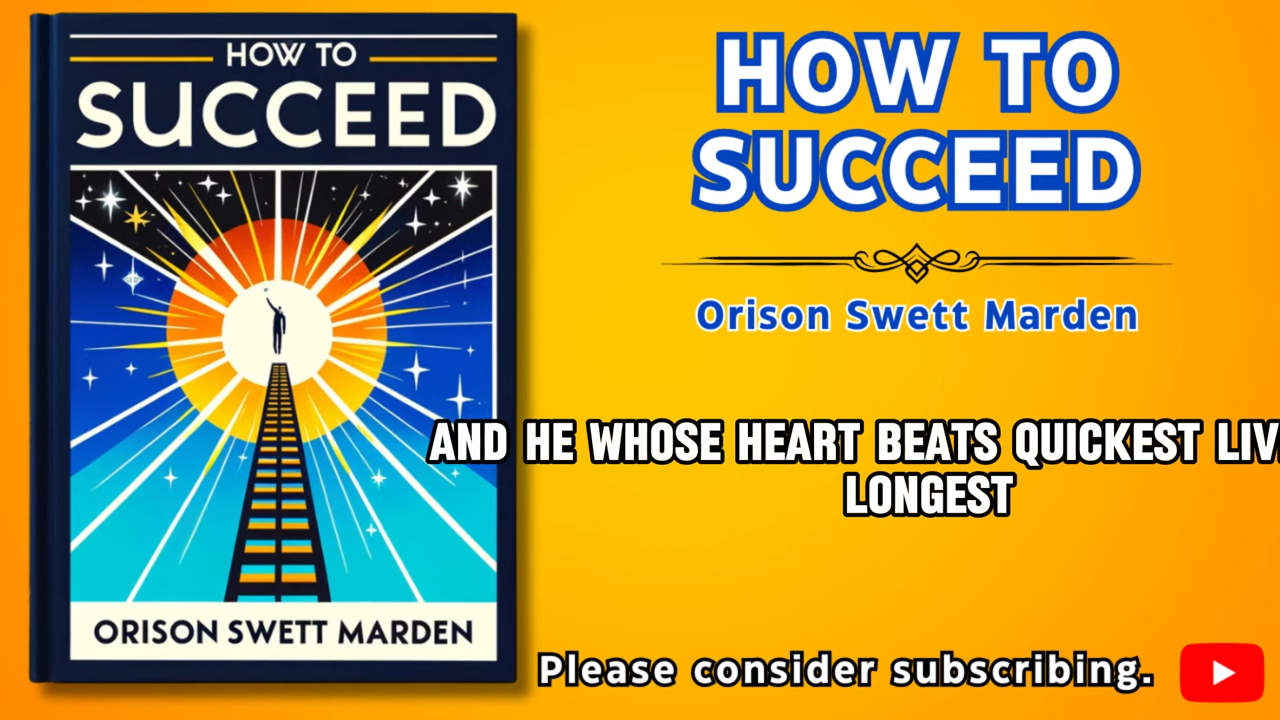 HOW TO
SUCCEED
ORISON SWETT MARDEN
HOW TO
SUCCEED
Orison Swett Marden
AND HE WHOSE HEART BEATS QUICKEST LIV
LONGEST
Please consider subscribing.